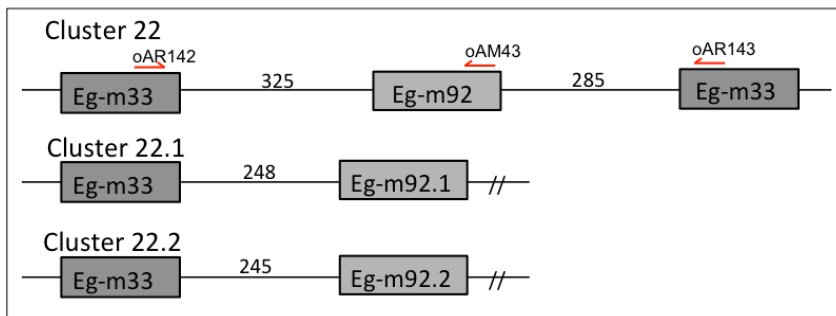 Cluster 22
oAR142 oAM43 oAR143
Eg-m33 325 Eg-m92 285 Eg-m33
Cluster 22.1
Eg-m33 248 Eg-m92.1 //
Cluster 22.2
Eg-m33 245 Eg-m92.2 //